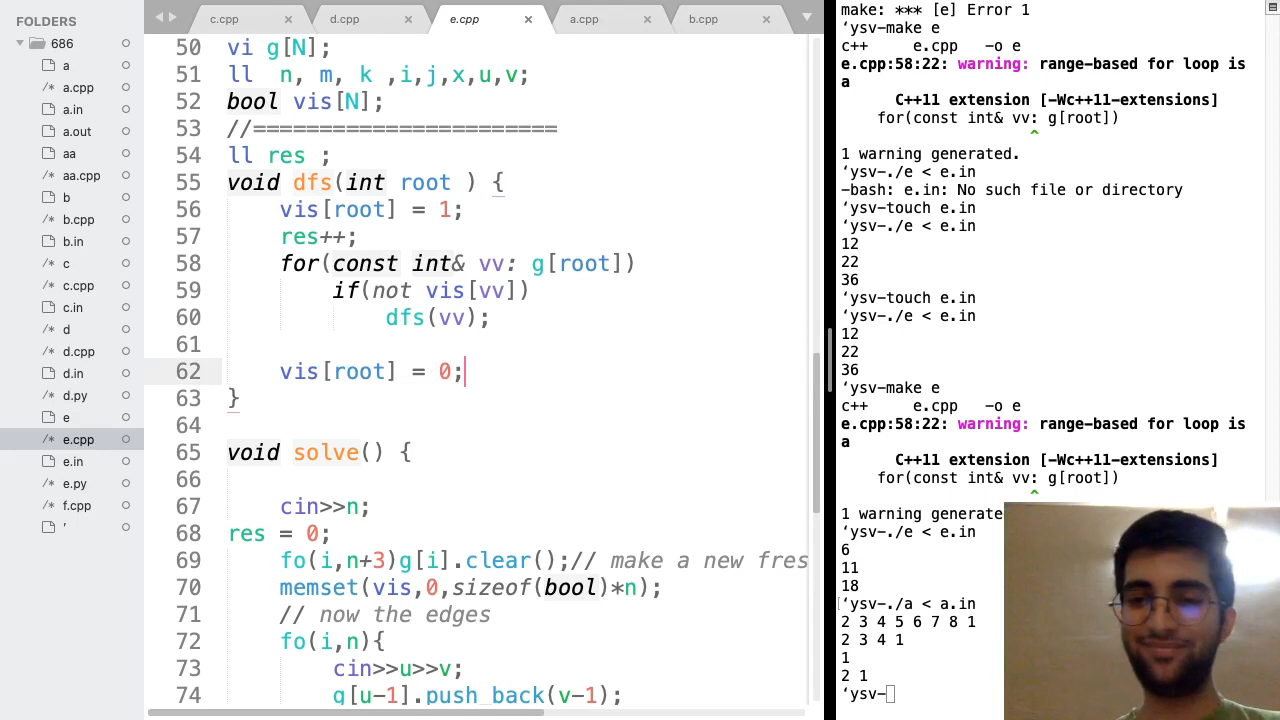 FOLDERS
686
a
a.cpp
a.in
a.out
aa
aa.cpp
b
b.cpp
b.in
c
c.cpp
c.in
d
d.cpp
d.in
d.py
e
e.cpp
e.in
e.py
f.cpp
'
c.cpp
d.cpp
e.cpp
a.cpp
b.cpp
50 vi g[N];
51 ll  n, m, k ,i,j,x,u,v;
52 bool vis[N];
53 //=======================
54 ll res ;
55 void dfs(int root ) {
56     vis[root] = 1;
57     res++;
58     for(const int& vv: g[root])
59         if(not vis[vv])
60             dfs(vv);
61
62     vis[root] = 0;
63 }
64
65 void solve() {
66
67     cin>>n;
68 res = 0;
69     fo(i,n+3)g[i].clear();// make a new fres
70     memset(vis,0,sizeof(bool)*n);
71     // now the edges
72     fo(i,n){
73         cin>>u>>v;
74         g[u-1].push_back(v-1);
make: *** [e] Error 1
‘ysv-make e
c++     e.cpp   -o e
e.cpp:58:22: warning: range-based for loop is
a
      C++11 extension [-Wc++11-extensions]
    for(const int& vv: g[root])
^
1 warning generated.
‘ysv-./e < e.in
-bash: e.in: No such file or directory
‘ysv-touch e.in
‘ysv-./e < e.in
12
22
36
‘ysv-touch e.in
‘ysv-./e < e.in
12
22
36
‘ysv-make e
c++     e.cpp   -o e
e.cpp:58:22: warning: range-based for loop is
a
      C++11 extension [-Wc++11-extensions]
    for(const int& vv: g[root])
^
1 warning generate
‘ysv-./e < e.in
6
11
18
‘ysv-./a < a.in
2 3 4 5 6 7 8 1
2 3 4 1
1
2 1
‘ysv-